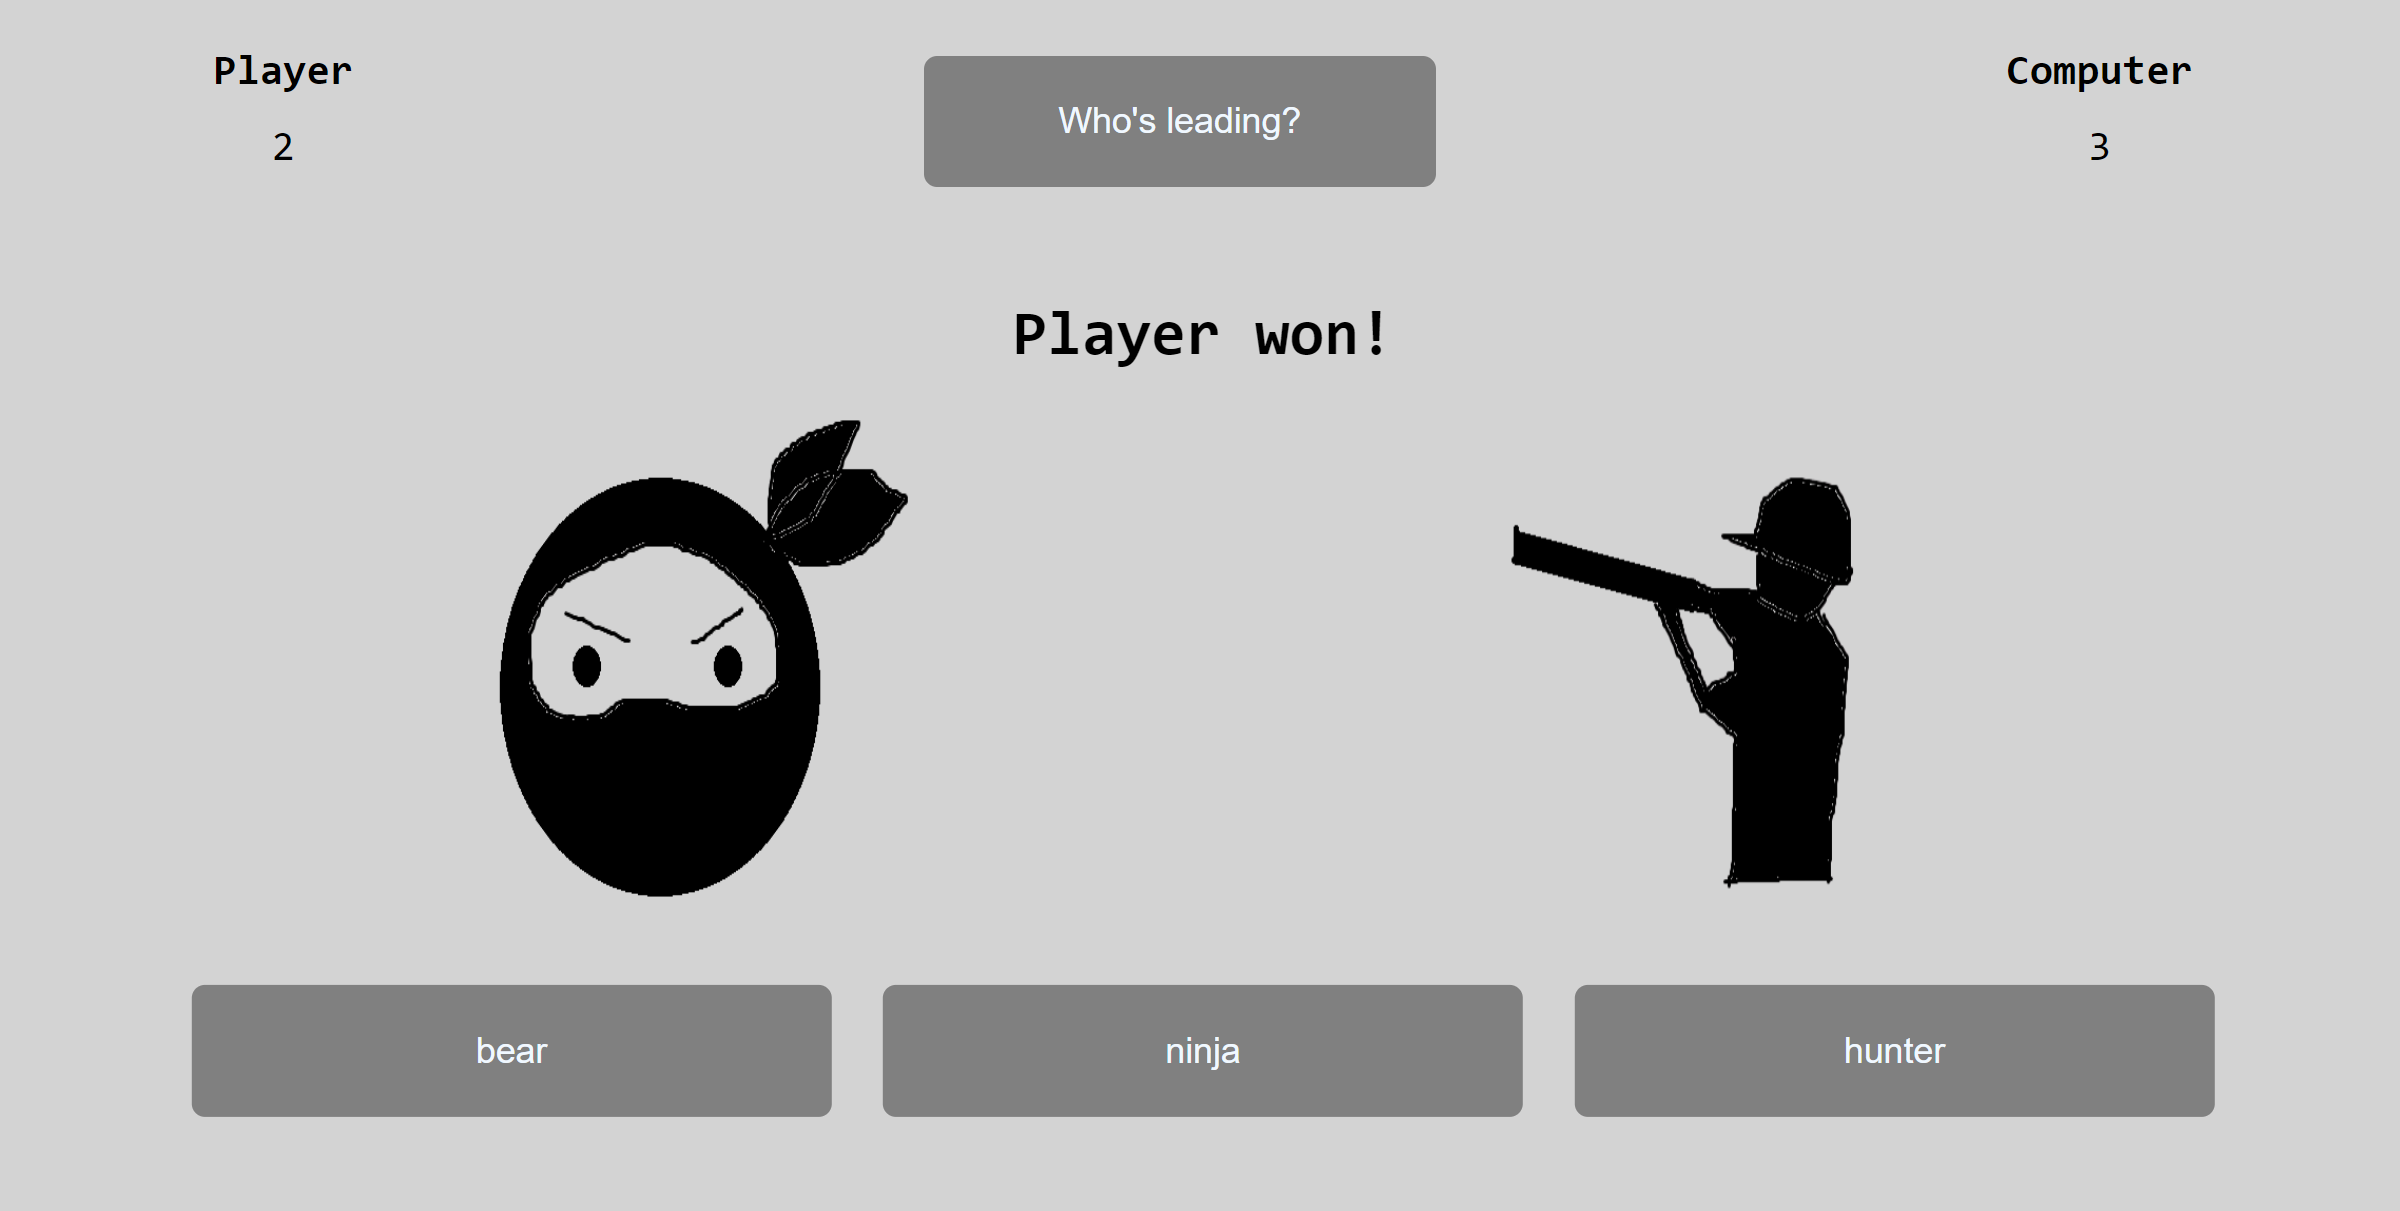 Player
2
Who's leading?
Computer
3
Player won!
bear
ninja
hunter